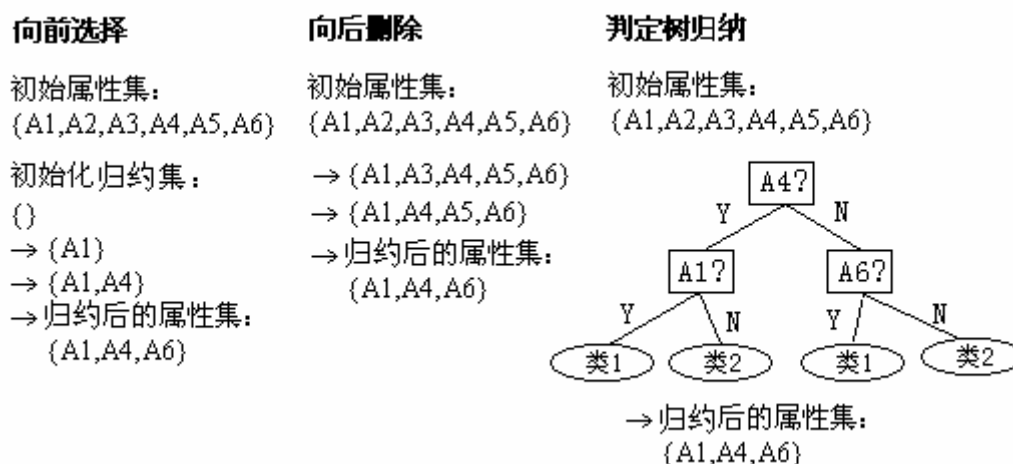 向前选择
初始属性集：
{A1,A2,A3,A4,A5,A6}
初始化归约集：
{}
→ {A1}
→ {A1,A4}
→ 归约后的属性集：
{A1,A4,A6}
向后删除
初始属性集：
{A1,A2,A3,A4,A5,A6}
→ {A1,A3,A4,A5,A6}
→ {A1,A4,A5,A6}
→ 归约后的属性集：
{A1,A4,A6}
判定树归纳
初始属性集：
{A1,A2,A3,A4,A5,A6}
A4?
Y N
A1? A6?
Y N Y N
类1 类2 类1 类2
→ 归约后的属性集：
{A1,A4,A6}